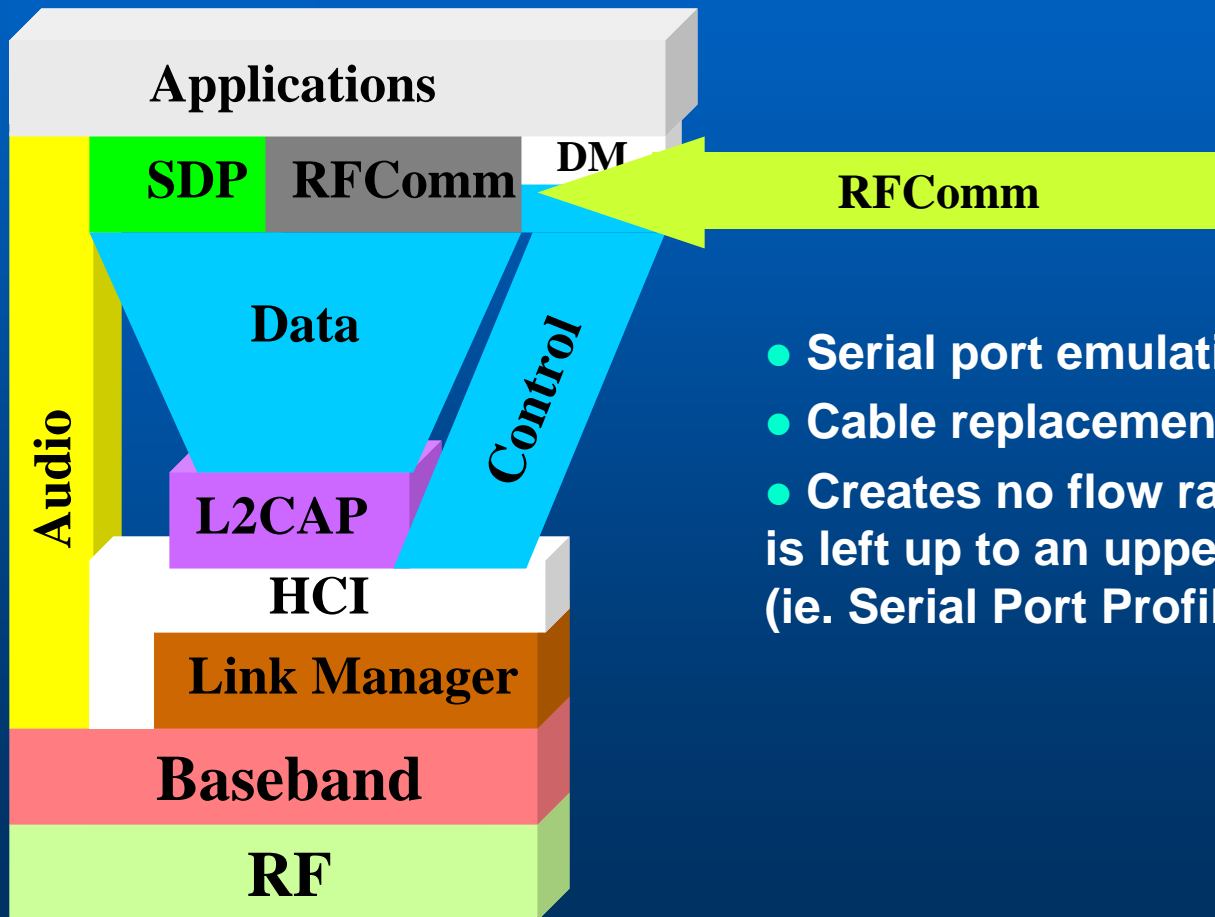 Applications
SDP
RFComm
DM
RFComm
Data
Control
Audio
L2CAP
HCI
Link Manager
Baseband
RF
• Serial port emulati
• Cable replacemen
• Creates no flow ra
is left up to an uppe
(ie. Serial Port Profil